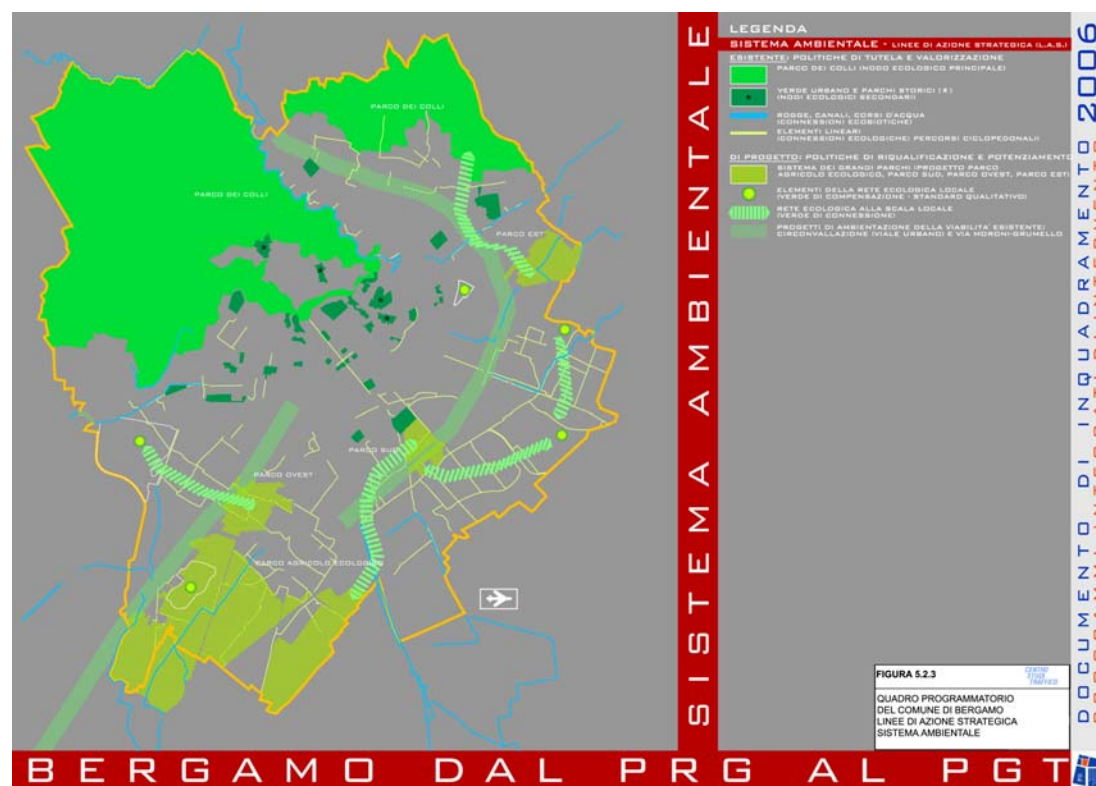 PARCO DEI COLLI
PARCO DEI COLLI
PARCO EST
PARCO SUD
PARCO OVEST
PARCO AGRICOLO ECOLOGICO
SISTEMA AMBIENTALE
LEGENDA
SISTEMA AMBIENTALE - LINEE DI AZIONE STRATEGICA (L.A.S.)
ESISTENTE: POLITICHE DI TUTELA E VALORIZZAZIONE
PARCO DEI COLLI (NODO ECOLOGICO PRINCIPALE)
VERDE URBANO E PARCHI STORICI (*)
(NODI ECOLOGICI SECONDARI)
ROGGE, CANALI, CORSI D'ACQUA
(CONNESSIONI ECOBIOTICHE)
ELEMENTI LINEARI
(CONNESSIONI ECOLOGICHE) PERCORSI CICLOPEDONALI)
DI PROGETTO: POLITICHE DI RIQUALIFICAZIONE E POTENZIAMENTO
SISTEMA DEI GRANDI PARCHI (PROGETTO PARCO
AGRICOLO ECOLOGICO, PARCO SUD, PARCO OVEST, PARCO EST)
ELEMENTI DELLA RETE ECOLOGICA LOCALE
(VERDE DI COMPENSAZIONE - STANDARD QUALITATIVO)
RETE ECOLOGICA ALLA SCALA LOCALE
(VERDE DI CONNESSIONE)
PROGETTI DI AMBIENTAZIONE DELLA VIABILITA' ESISTENTE:
CIRCONVALLAZIONE (VIALE URBANO) E VIA MORONI-GRUMELLO
FIGURA 5.2.3
CENTRO
STUDI
TRAFFICO
QUADRO PROGRAMMATORIO
DEL COMUNE DI BERGAMO
LINEE DI AZIONE STRATEGICA
SISTEMA AMBIENTALE
DOCUMENTO DI INQUADRAMENTO 2006
BERGAMO DAL PRG AL PGT